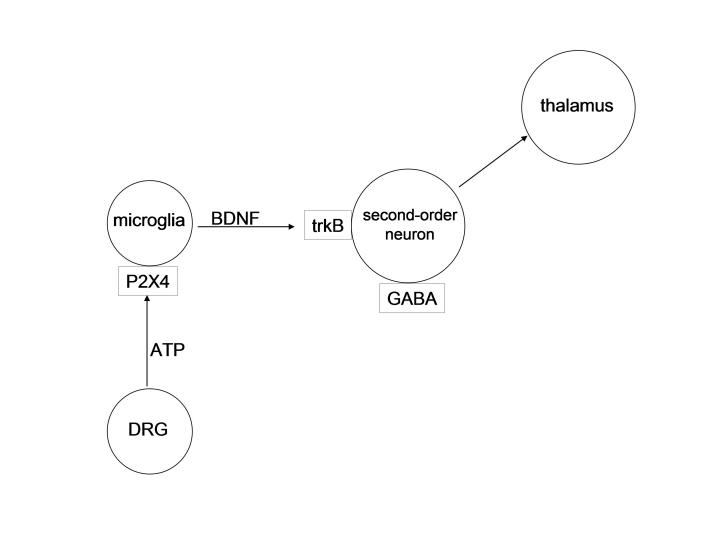 thalamus
microglia
BDNF
trkB
second-order
neuron
P2X4
GABA
ATP
DRG